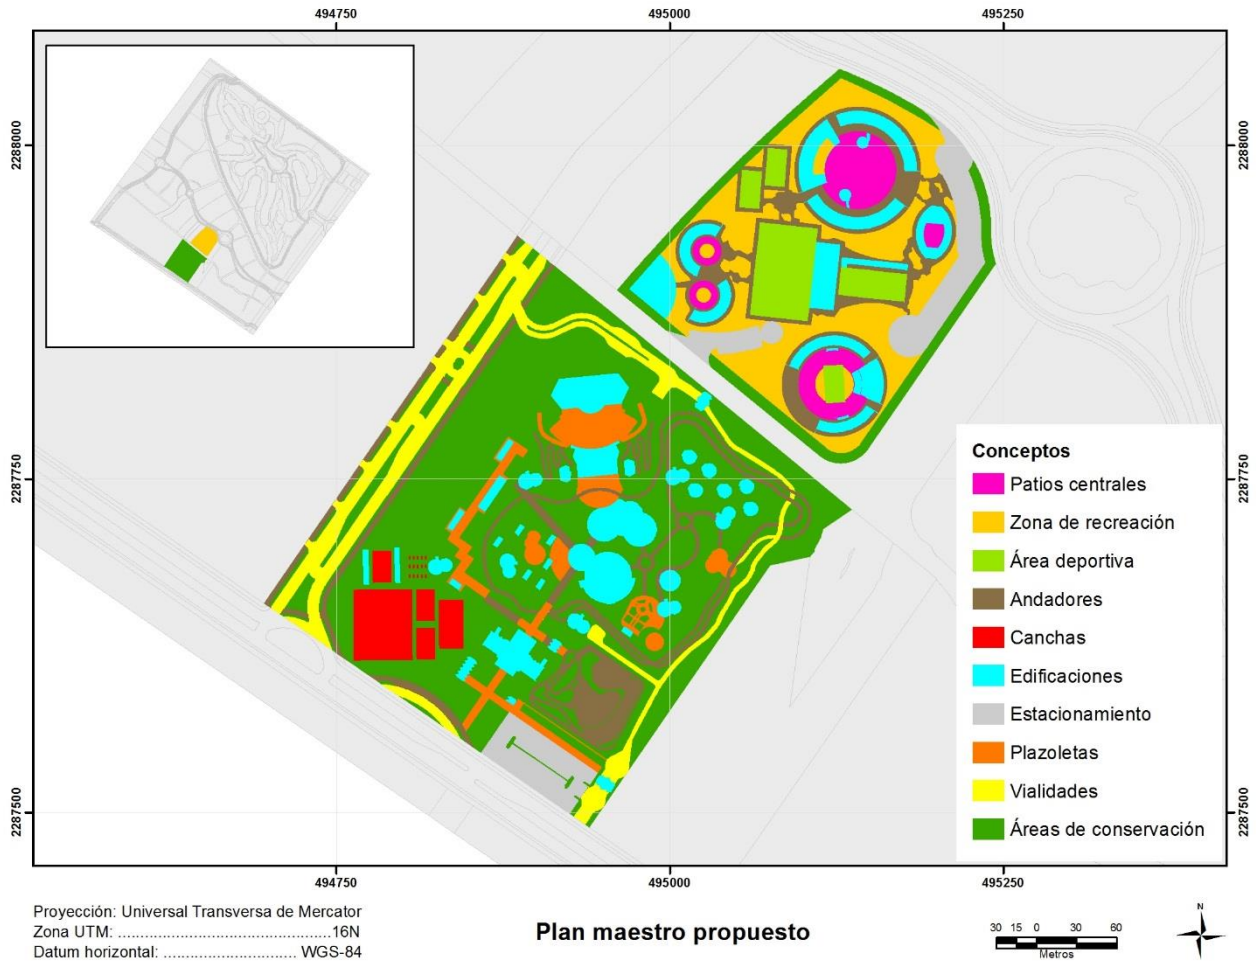 494750 495000 495250
2288000 2288000
2287750 2287750
2287500 2287500
Conceptos
Patios centrales
Zona de recreación
Área deportiva
Andadores
Canchas
Edificaciones
Estacionamiento
Plazoletas
Vialidades
Áreas de conservación
494750 495000 495250
Proyección: Universal Transversa de Mercator
Zona UTM: ............................................16N
Datum horizontal: ............................ WGS-84
Plan maestro propuesto
30 15 0 30 60
Metros
N